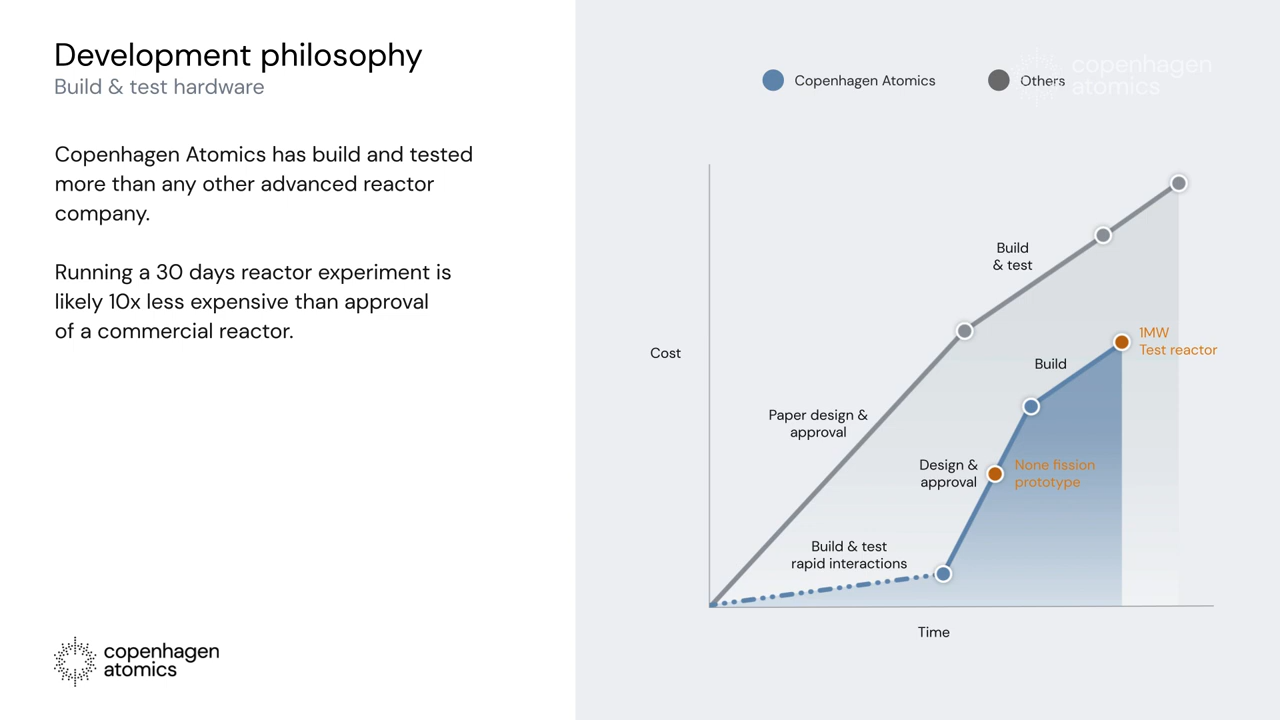 Development philosophy
Build & test hardware
Copenhagen Atomics has build and tested
more than any other advanced reactor
company.
Running a 30 days reactor experiment is
likely 10x less expensive than approval
of a commercial reactor.
copenhagen
atomics
Copenhagen Atomics
Others
copenhagen
atomics
Build
& test
1MW
Test reactor
Cost
Build
Paper design &
approval
Design &
approval
None fission
prototype
Build & test
rapid interactions
Time